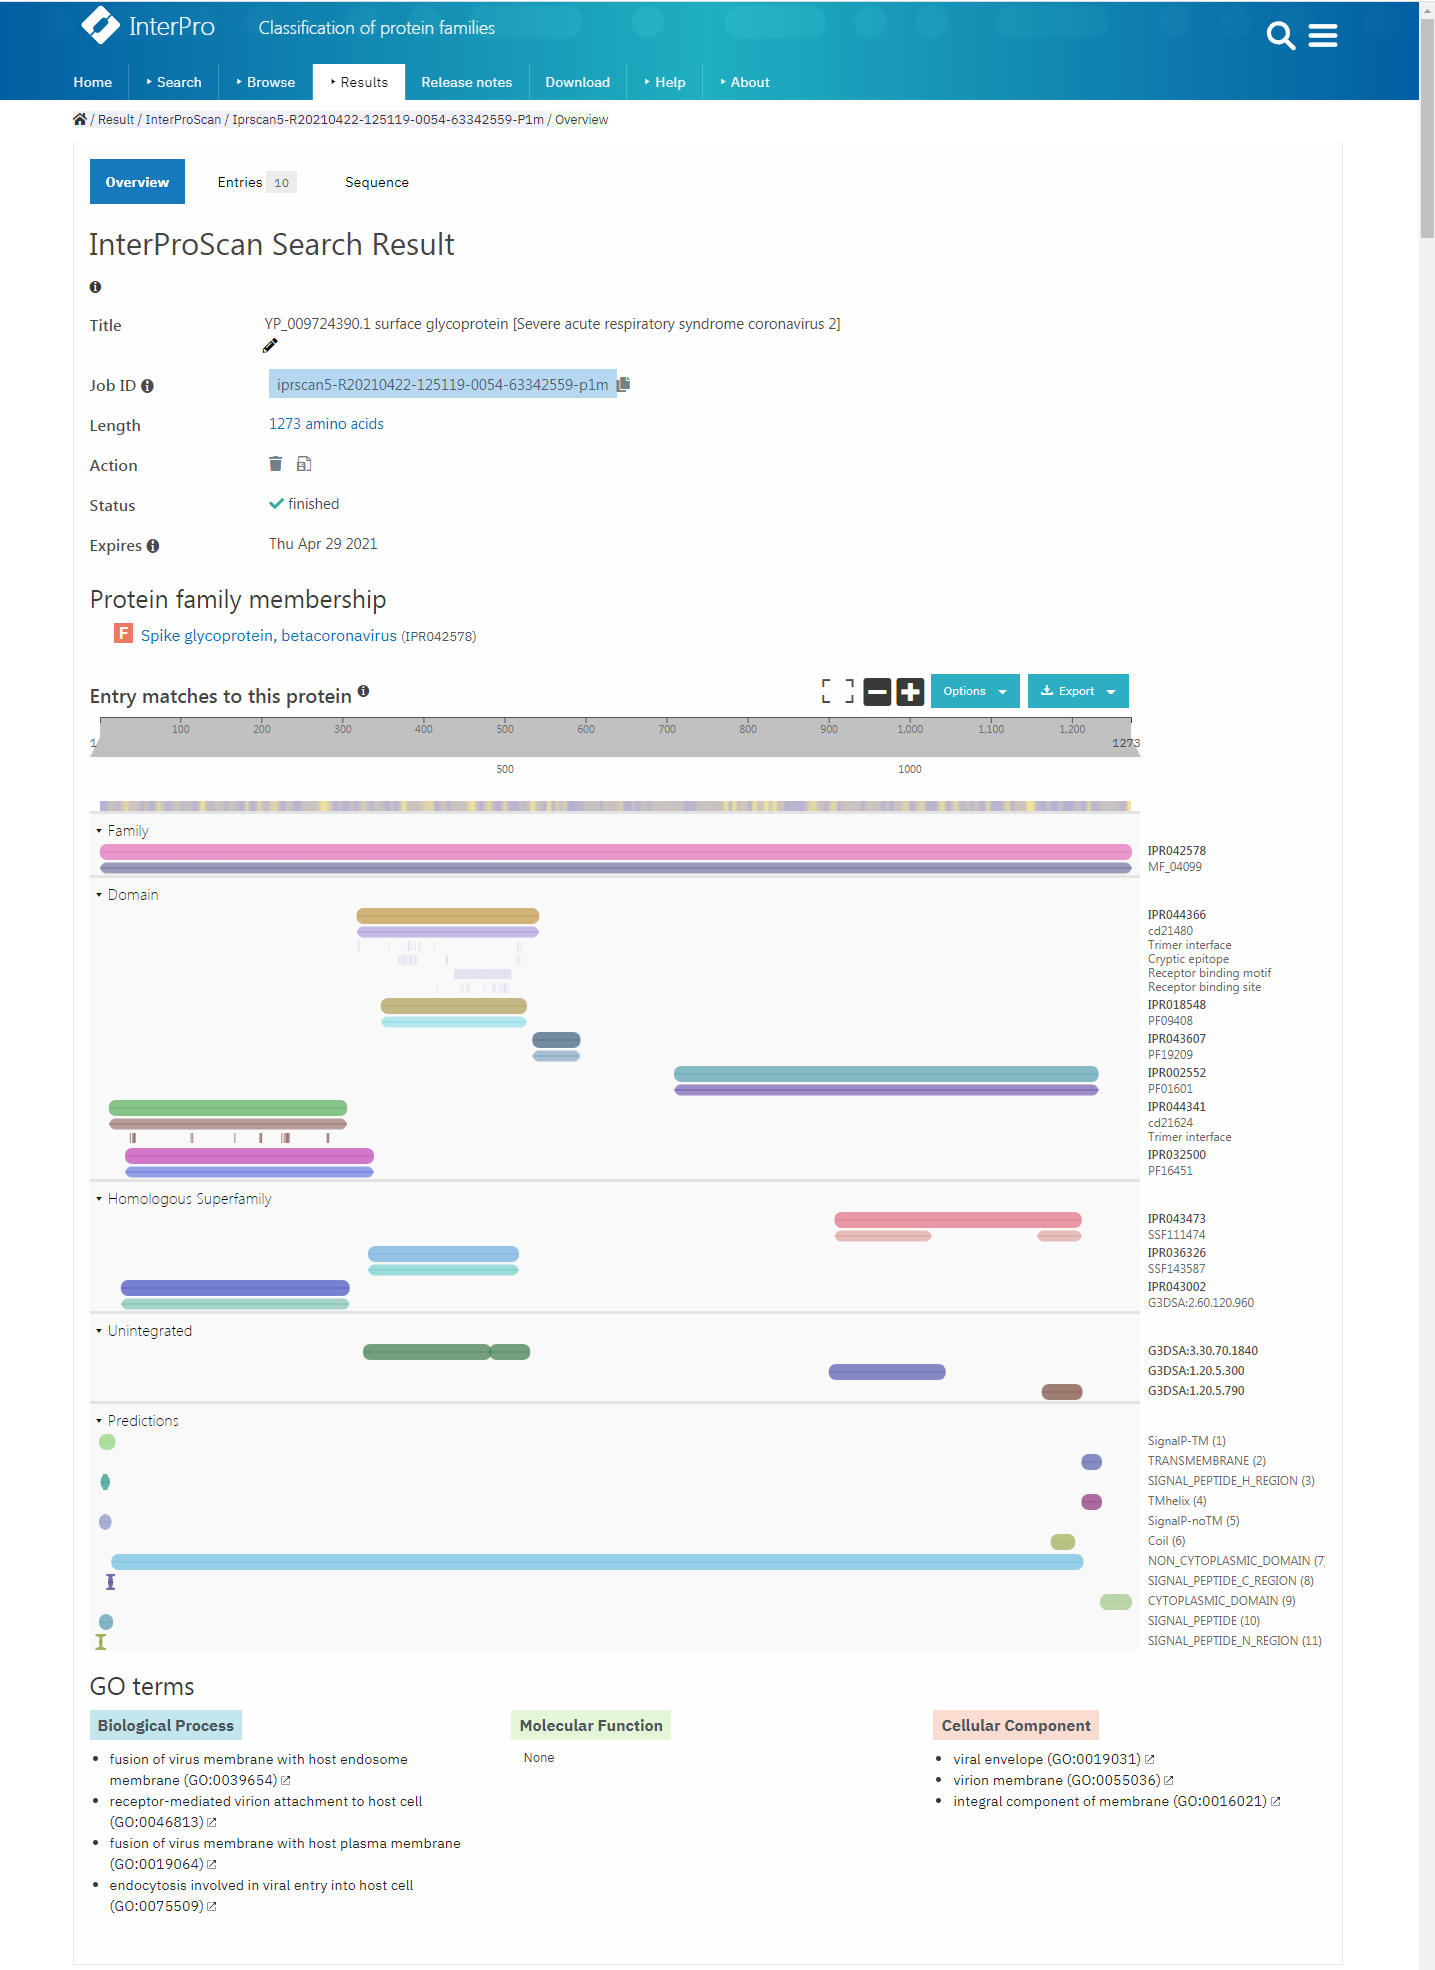 InterPro
Classification of protein families
Home
Search
Browse
Results
Release notes
Download
Help
About
/ Result / InterProScan / Iprscan5-R20210422-125119-0054-63342559-P1m / Overview
Overview
Entries 10
Sequence
InterProScan Search Result
Title
YP_009724390.1 surface glycoprotein [Severe acute respiratory syndrome coronavirus 2]
Job ID
iprscan5-R20210422-125119-0054-63342559-p1m
Length
1273 amino acids
Action
Status
finished
Expires
Thu Apr 29 2021
Protein family membership
F Spike glycoprotein, betacoronavirus (IPR042578)
Entry matches to this protein
Options
Export
100 200 300 400 500 600 700 800 900 1,000 1,100 1,200
1 1273
500 1000
Family
IPR042578
MF_04099
Domain
IPR044366
cd21480
Trimer interface
Cryptic epitope
Receptor binding motif
Receptor binding site
IPR018548
PF09408
IPR043607
PF19209
IPR002552
PF01601
IPR044341
cd21624
Trimer interface
IPR032500
PF16451
Homologous Superfamily
IPR043473
SSF111474
IPR036326
SSF143587
IPR043002
G3DSA:2.60.120.960
Unintegrated
G3DSA:3.30.70.1840
G3DSA:1.20.5.300
G3DSA:1.20.5.790
Predictions
SignalP-TM (1)
TRANSMEMBRANE (2)
SIGNAL_PEPTIDE_H_REGION (3)
TMhelix (4)
SignalP-noTM (5)
Coil (6)
NON_CYTOPLASMIC_DOMAIN (7)
SIGNAL_PEPTIDE_C_REGION (8)
CYTOPLASMIC_DOMAIN (9)
SIGNAL_PEPTIDE (10)
SIGNAL_PEPTIDE_N_REGION (11)
GO terms
Biological Process
fusion of virus membrane with host endosome
membrane (GO:0039654)
receptor-mediated virion attachment to host cell
(GO:0046813)
fusion of virus membrane with host plasma membrane
(GO:0019064)
endocytosis involved in viral entry into host cell
(GO:0075509)
Molecular Function
None
Cellular Component
viral envelope (GO:0019031)
virion membrane (GO:0055036)
integral component of membrane (GO:0016021)